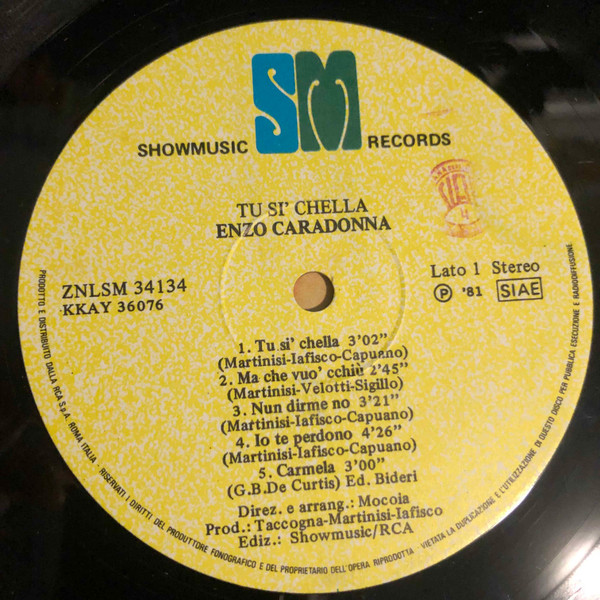 SM
SHOWMUSIC RECORDS
TU SI' CHELLA
ENZO CARADONNA
ZNLSM 34134
KKAY 36076
Lato 1 Stereo
Ⓟ '81 SIAE
1. Tu si' chella 3'02"
(Martinisi-Iafisco-Capuano)
2. Ma che vuo' cchiù 2'45"
(Martinisi-Velotti-Sigillo)
3. Nun dirme no 3'21"
(Martinisi-Iafisco-Capuano)
4. Io te perdono 4'26"
(Martinisi-Iafisco-Capuano)
5. Carmela 3'00"
(G.B.De Curtis) Ed. Bideri
Direz. e arrang.: Mocoia
Prod.: Taccogna-Martinisi-Iafisco
Ediz.: Showmusic/RCA
PRODOTTO E DISTRIBUITO DALLA RCA S.p.A. ROMA ITALIA - RISERVATI I DIRITTI DEL PRODUTTORE FONOGRAFICO E DEL PROPRIETARIO DELL'OPERA RIPRODOTTA - VIETATA LA DUPLICAZIONE E L'UTILIZZAZIONE DI QUESTO DISCO PER PUBBLICA ESECUZIONE E RADIODIFFUSIONE